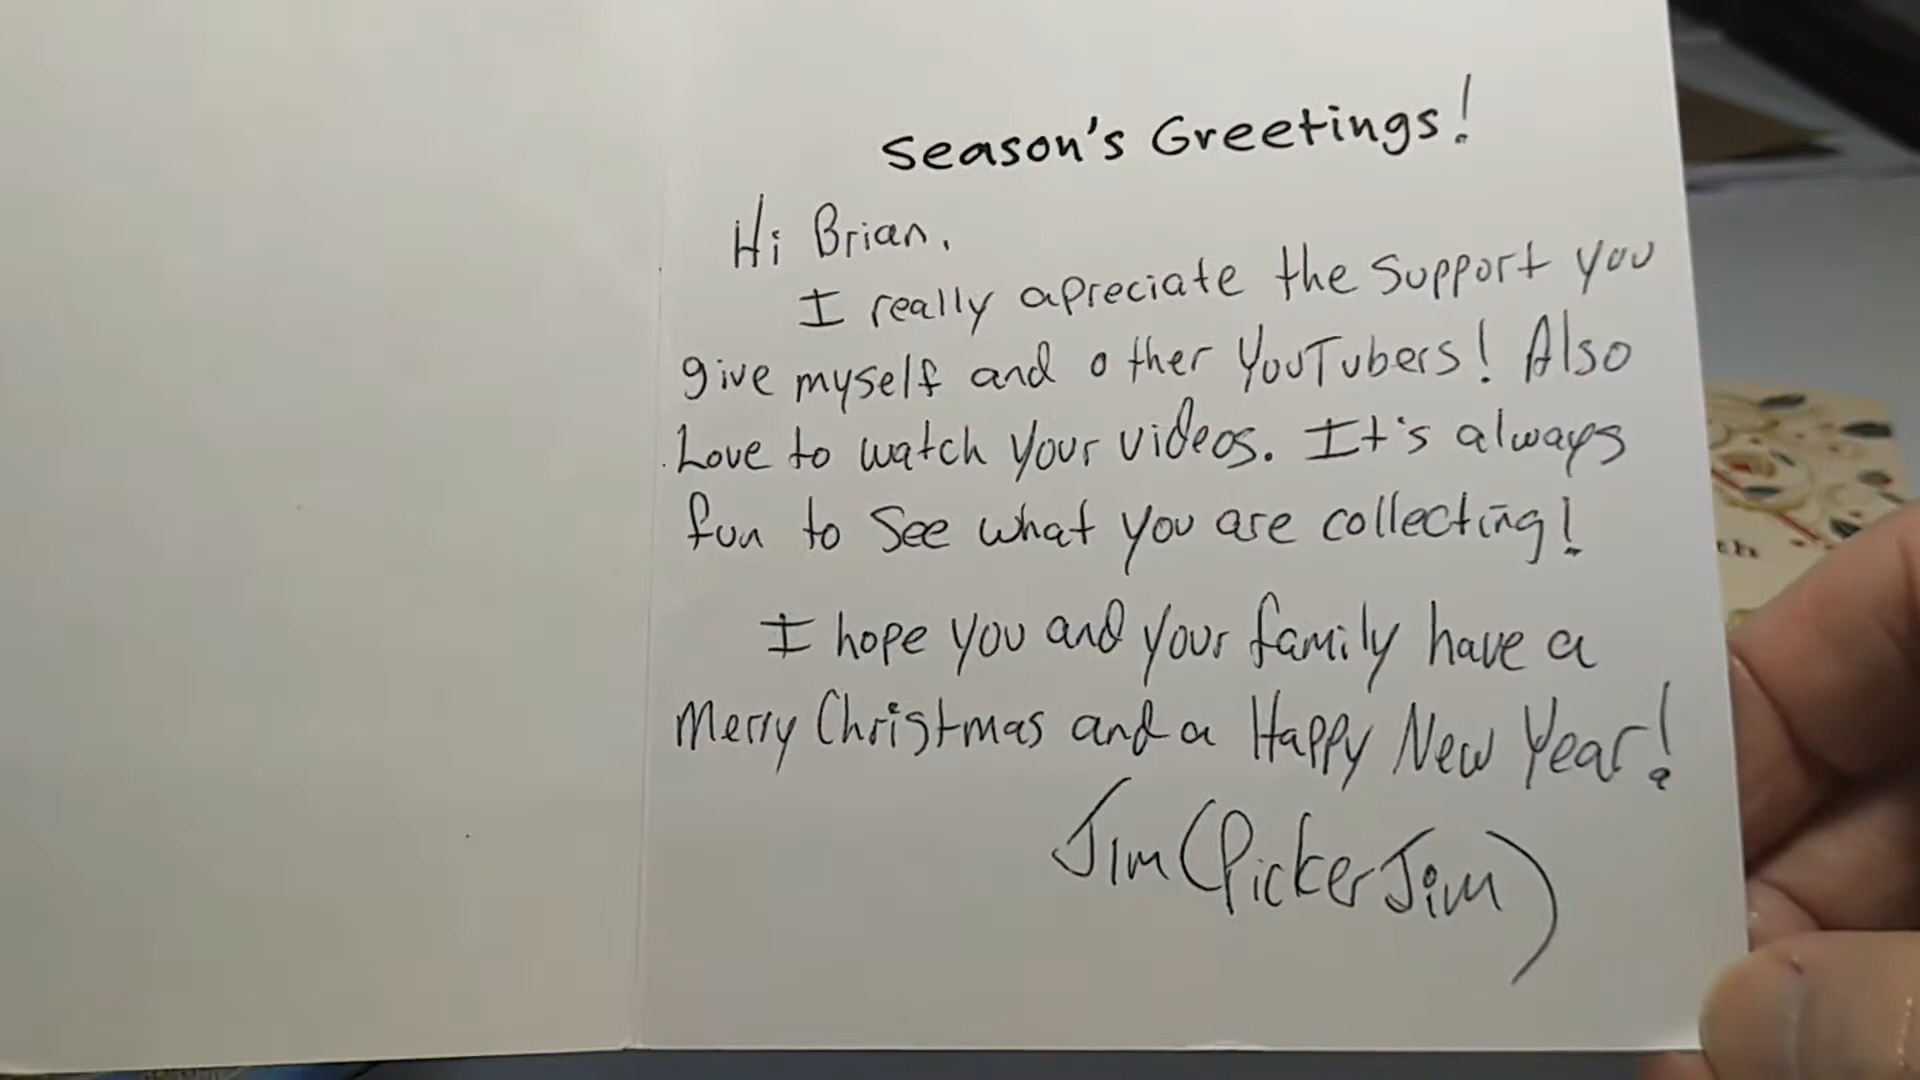 Season's Greetings!
Hi Brian,
I really apreciate the support you
give myself and other YouTubers! Also
Love to watch your videos. It's always
fun to see what you are collecting!
I hope you and your family have a
Merry Christmas and a Happy New Year!
Jim (Picker Jim)
th